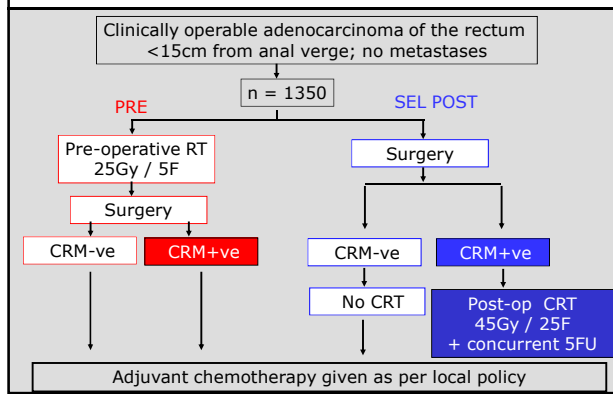 Clinically operable adenocarcinoma of the rectum
<15cm from anal verge; no metastases
n = 1350
PRE
SEL POST
Pre-operative RT
25Gy / 5F
Surgery
Surgery
CRM-ve
CRM+ve
CRM-ve
CRM+ve
No CRT
Post-op CRT
45Gy / 25F
+ concurrent 5FU
Adjuvant chemotherapy given as per local policy